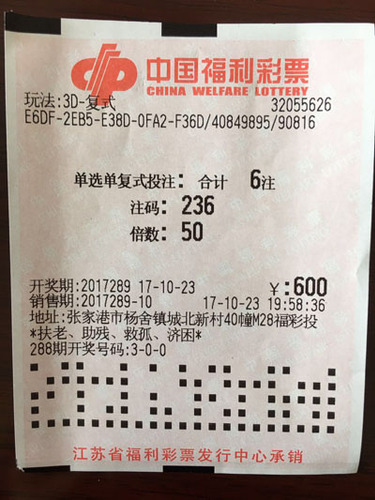 中国福利彩票
CHINA WELFARE LOTTERY
玩法:3D-复式 32055626
E6DF-2EB5-E38D-0FA2-F36D/40849895/90816
单选单复式投注: 合计 6注
注码: 236
倍数: 50
开奖期:2017289 17-10-23 ¥:600
销售期:2017289-10 17-10-23 19:58:36
地址:张家港市杨舍镇城北新村40幢M28福彩投
*扶老、助残、救孤、济困*
288期开奖号码:3-0-0
江苏省福利彩票发行中心承销